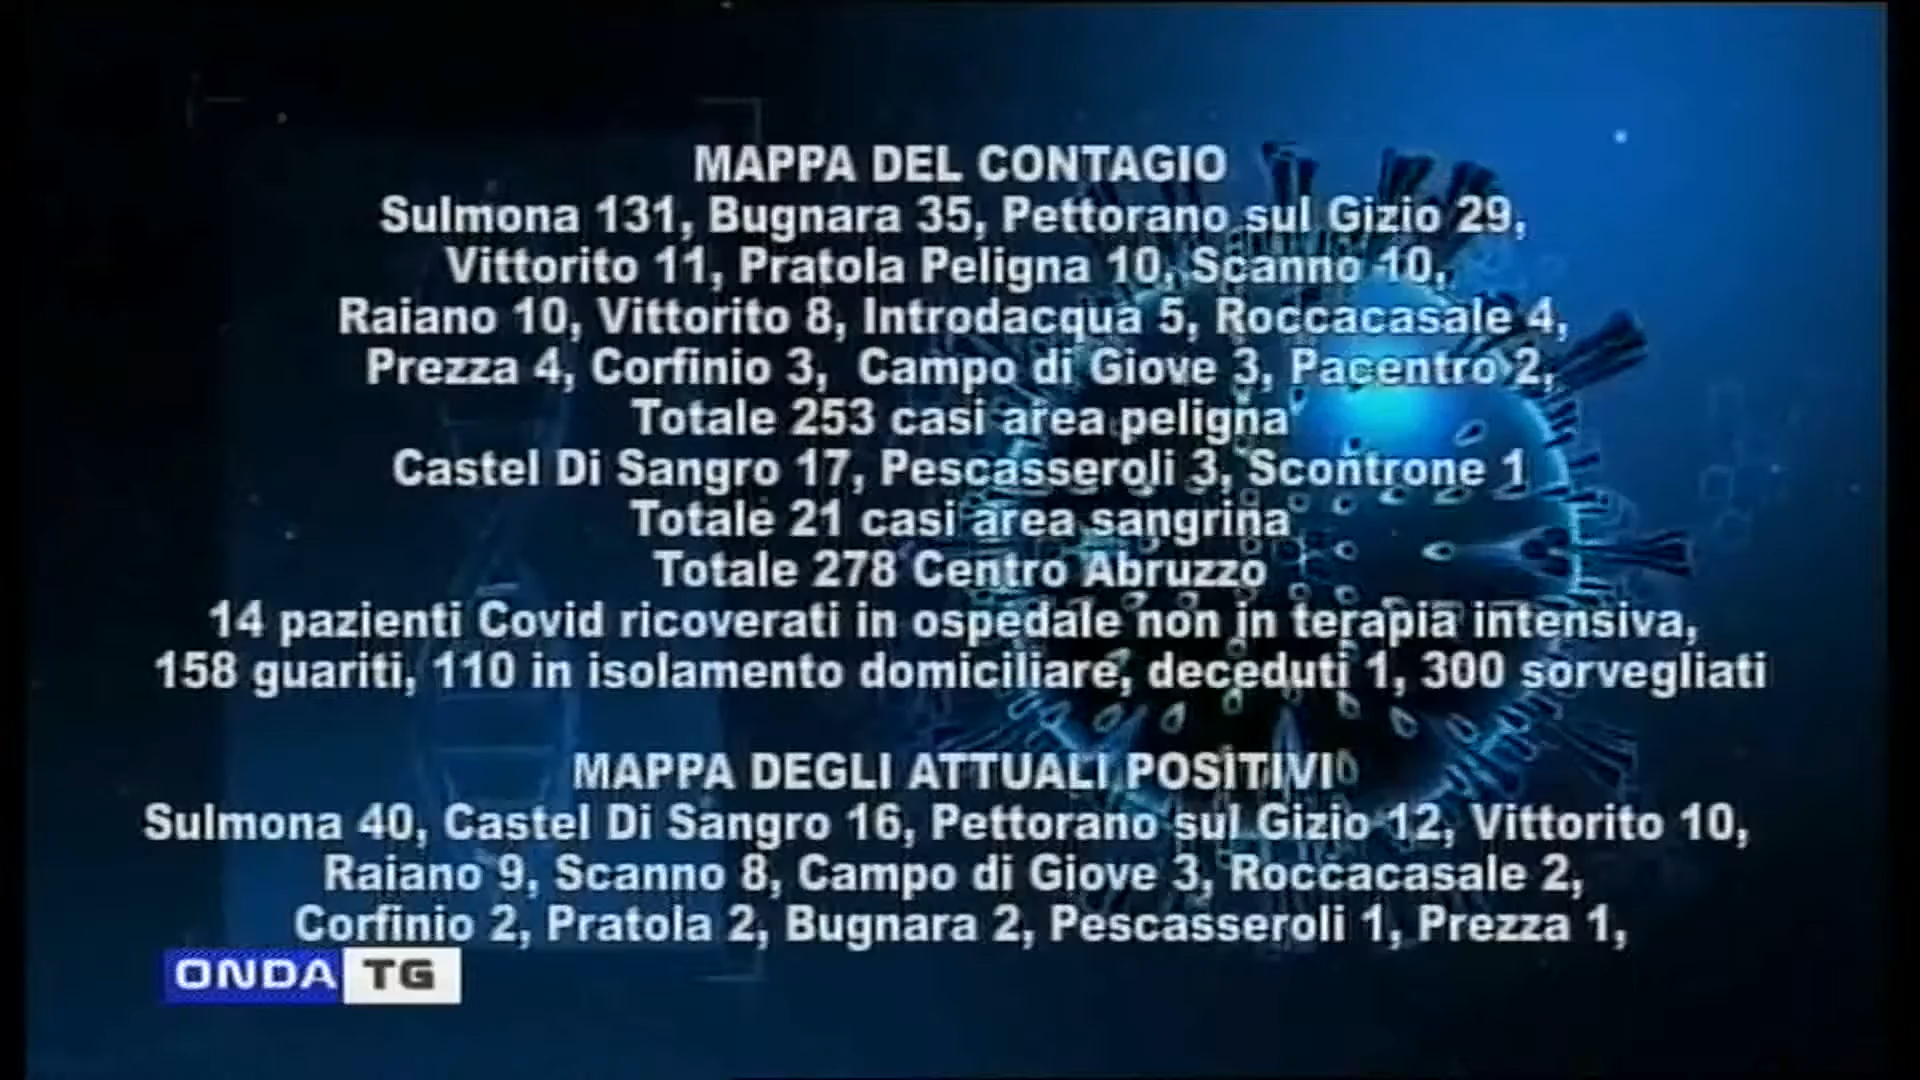 MAPPA DEL CONTAGIO
Sulmona 131, Bugnara 35, Pettorano sul Gizio 29,
Vittorito 11, Pratola Peligna 10, Scanno 10,
Raiano 10, Vittorito 8, Introdacqua 5, Roccacasale 4,
Prezza 4, Corfinio 3, Campo di Giove 3, Pacentro 2,
Totale 253 casi area peligna
Castel Di Sangro 17, Pescasseroli 3, Scontrone 1
Totale 21 casi area sangrina
Totale 278 Centro Abruzzo
14 pazienti Covid ricoverati in ospedale non in terapia intensiva,
158 guariti, 110 in isolamento domiciliare, deceduti 1, 300 sorvegliati
MAPPA DEGLI ATTUALI POSITIVI
Sulmona 40, Castel Di Sangro 16, Pettorano sul Gizio 12, Vittorito 10,
Raiano 9, Scanno 8, Campo di Giove 3, Roccacasale 2,
Corfinio 2, Pratola 2, Bugnara 2, Pescasseroli 1, Prezza 1,
ONDA TG